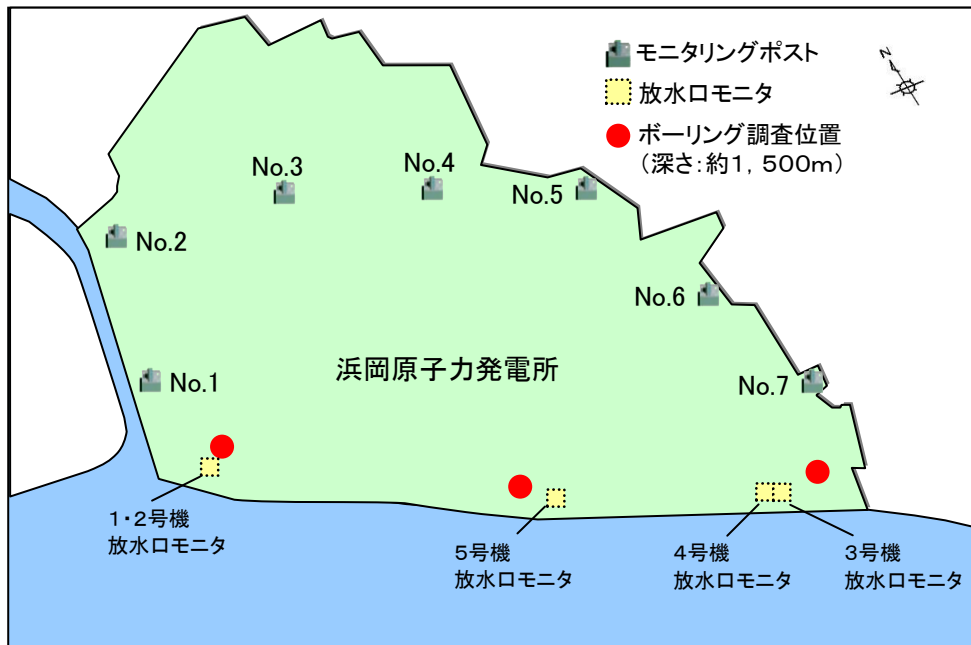 モニタリングポスト
N
放水口モニタ
ボーリング調査位置
(深さ:約1,500m)
No.3
No.4
No.5
No.2
No.6
浜岡原子力発電所
No.1
No.7
1・2号機
放水口モニタ
5号機
放水口モニタ
4号機
放水口モニタ
3号機
放水口モニタ